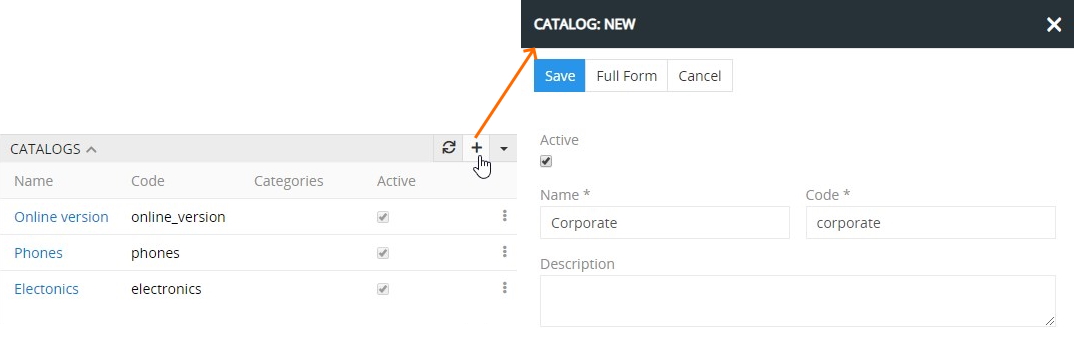 CATALOG: NEW
Save Full Form Cancel
CATALOGS
Name Code Categories Active
Online version online_version
Phones phones
Electonics electronics
Active
Name * Code *
Corporate corporate
Description